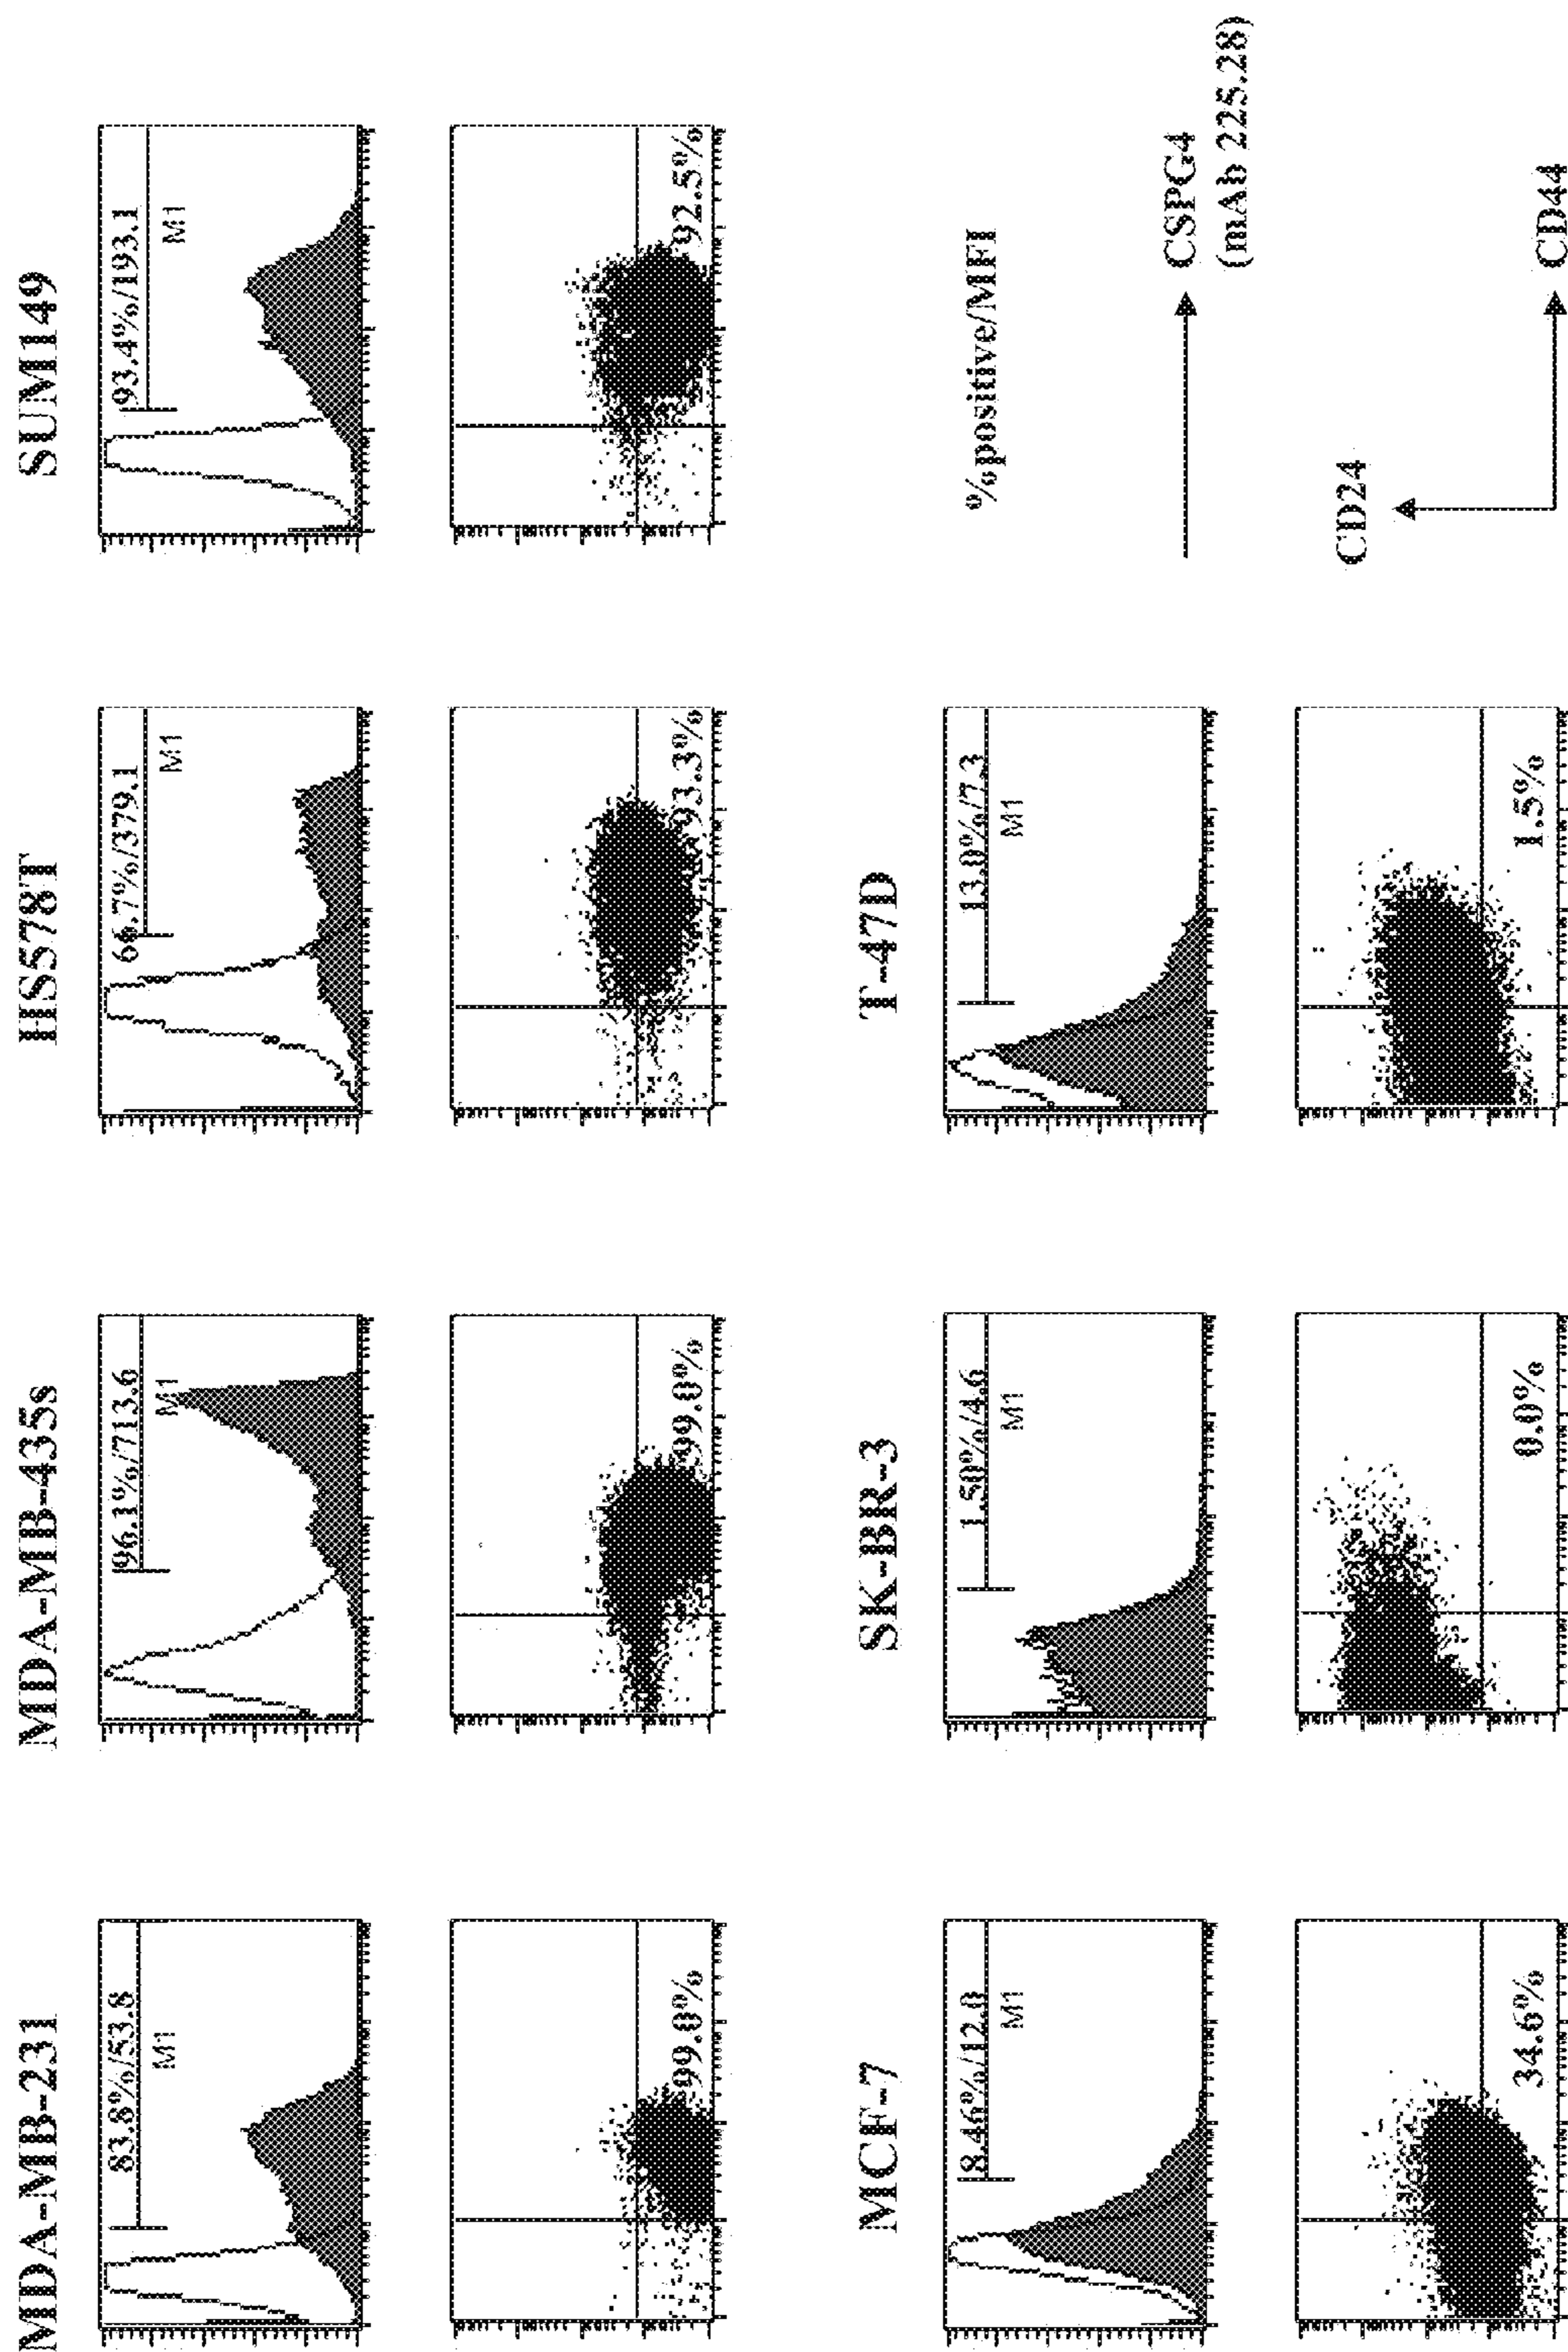 MDA-MB-231
MDA-MB-435s
HS578T
SUM149
83.8%/53.8
96.1%/713.6
66.7%/379.1
93.4%/193.1
M1
M1
M1
M1
99.0%
99.0%
93.3%
92.5%
MCF-7
SK-BR-3
T-47D
8.46%/12.0
1.50%/4.6
13.0%/7.3
%positive/MFI
M1
M1
M1
CSPG4
(mAb 225.28)
34.6%
0.0%
1.5%
CD24
CD44